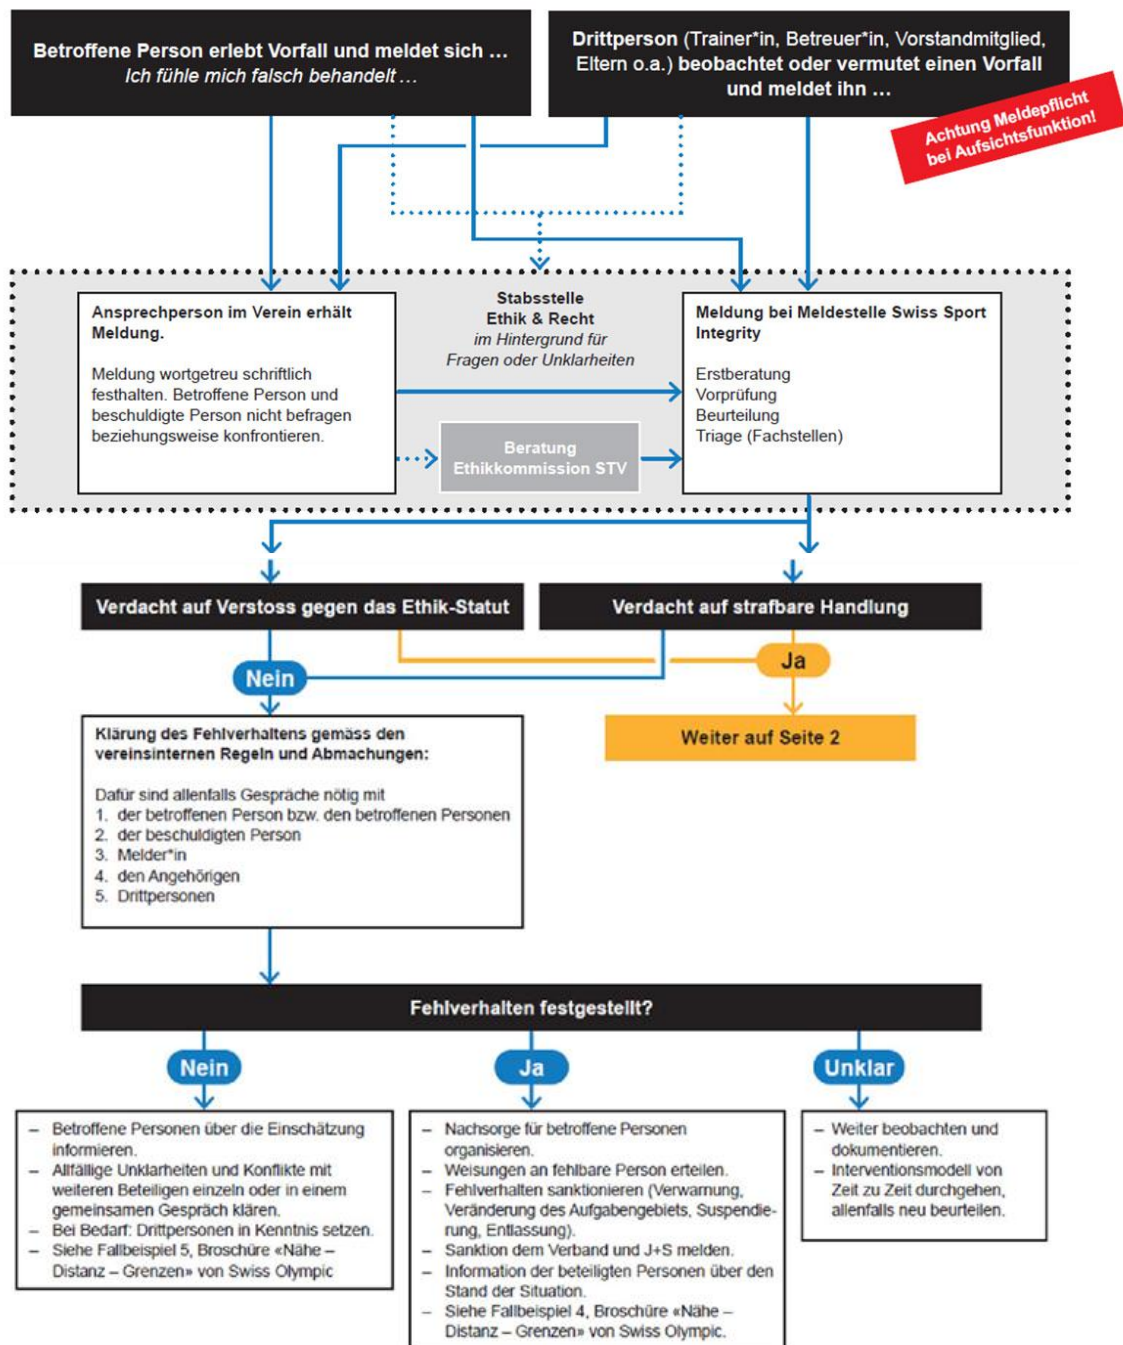 Betroffene Person erlebt Vorfall und meldet sich …
Ich fühle mich falsch behandelt …
Drittperson (Trainer*in, Betreuer*in, Vorstandmitglied,
Eltern o.a.) beobachtet oder vermutet einen Vorfall
und meldet ihn …
Achtung Meldepflicht
bei Aufsichtsfunktion!
Ansprechperson im Verein erhält
Meldung.
Meldung wortgetreu schriftlich
festhalten. Betroffene Person und
beschuldigte Person nicht befragen
beziehungsweise konfrontieren.
Stabsstelle
Ethik & Recht
im Hintergrund für
Fragen oder Unklarheiten
Beratung
Ethikkommission STV
Meldung bei Meldestelle Swiss Sport
Integrity
Erstberatung
Vorprüfung
Beurteilung
Triage (Fachstellen)
Verdacht auf Verstoss gegen das Ethik-Statut
Verdacht auf strafbare Handlung
Nein
Ja
Klärung des Fehlverhaltens gemäss den
vereinsinternen Regeln und Abmachungen:
Dafür sind allenfalls Gespräche nötig mit
1. der betroffenen Person bzw. den betroffenen Personen
2. der beschuldigten Person
3. Melder*in
4. den Angehörigen
5. Drittpersonen
Weiter auf Seite 2
Fehlverhalten festgestellt?
Nein
Ja
Unklar
– Betroffene Personen über die Einschätzung
informieren.
– Allfällige Unklarheiten und Konflikte mit
weiteren Beteiligen einzeln oder in einem
gemeinsamen Gespräch klären.
– Bei Bedarf: Drittpersonen in Kenntnis setzen.
– Siehe Fallbeispiel 5, Broschüre «Nähe –
Distanz – Grenzen» von Swiss Olympic
– Nachsorge für betroffene Personen
organisieren.
– Weisungen an fehlbare Person erteilen.
– Fehlverhalten sanktionieren (Verwarnung,
Veränderung des Aufgabengebiets, Suspendie-
rung, Entlassung).
– Sanktion dem Verband und J+S melden.
– Information der beteiligten Personen über den
Stand der Situation.
– Siehe Fallbeispiel 4, Broschüre «Nähe –
Distanz – Grenzen» von Swiss Olympic.
– Weiter beobachten und
dokumentieren.
– Interventionsmodell von
Zeit zu Zeit durchgehen,
allenfalls neu beurteilen.